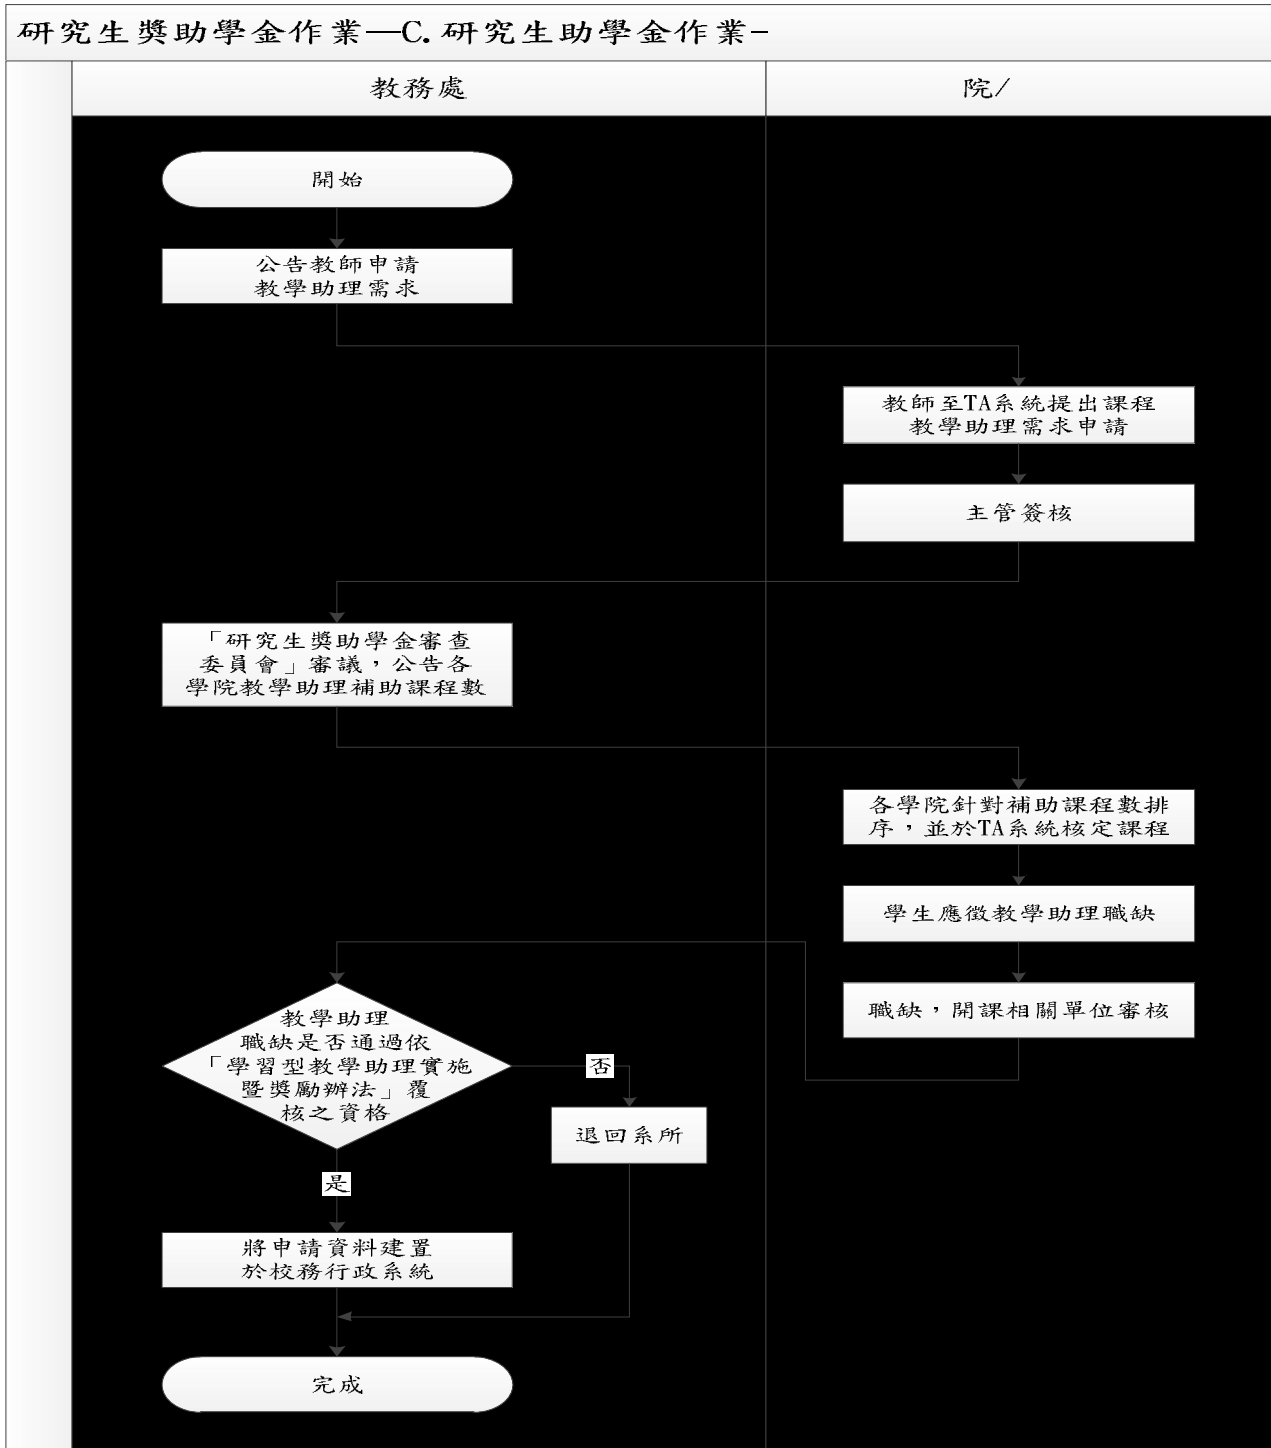 研究生獎助學金作業—C.研究生助學金作業-
教務處
院/
開始
公告教師申請
教學助理需求
教師至TA系統提出課程
教學助理需求申請
主管簽核
「研究生獎助學金審查
委員會」審議，公告各
學院教學助理補助課程數
各學院針對補助課程數排
序，並於TA系統核定課程
學生應徵教學助理職缺
職缺，開課相關單位審核
教學助理
職缺是否通過依
「學習型教學助理實施
暨獎勵辦法」覆
核之資格
否
退回系所
是
將申請資料建置
於校務行政系統
完成